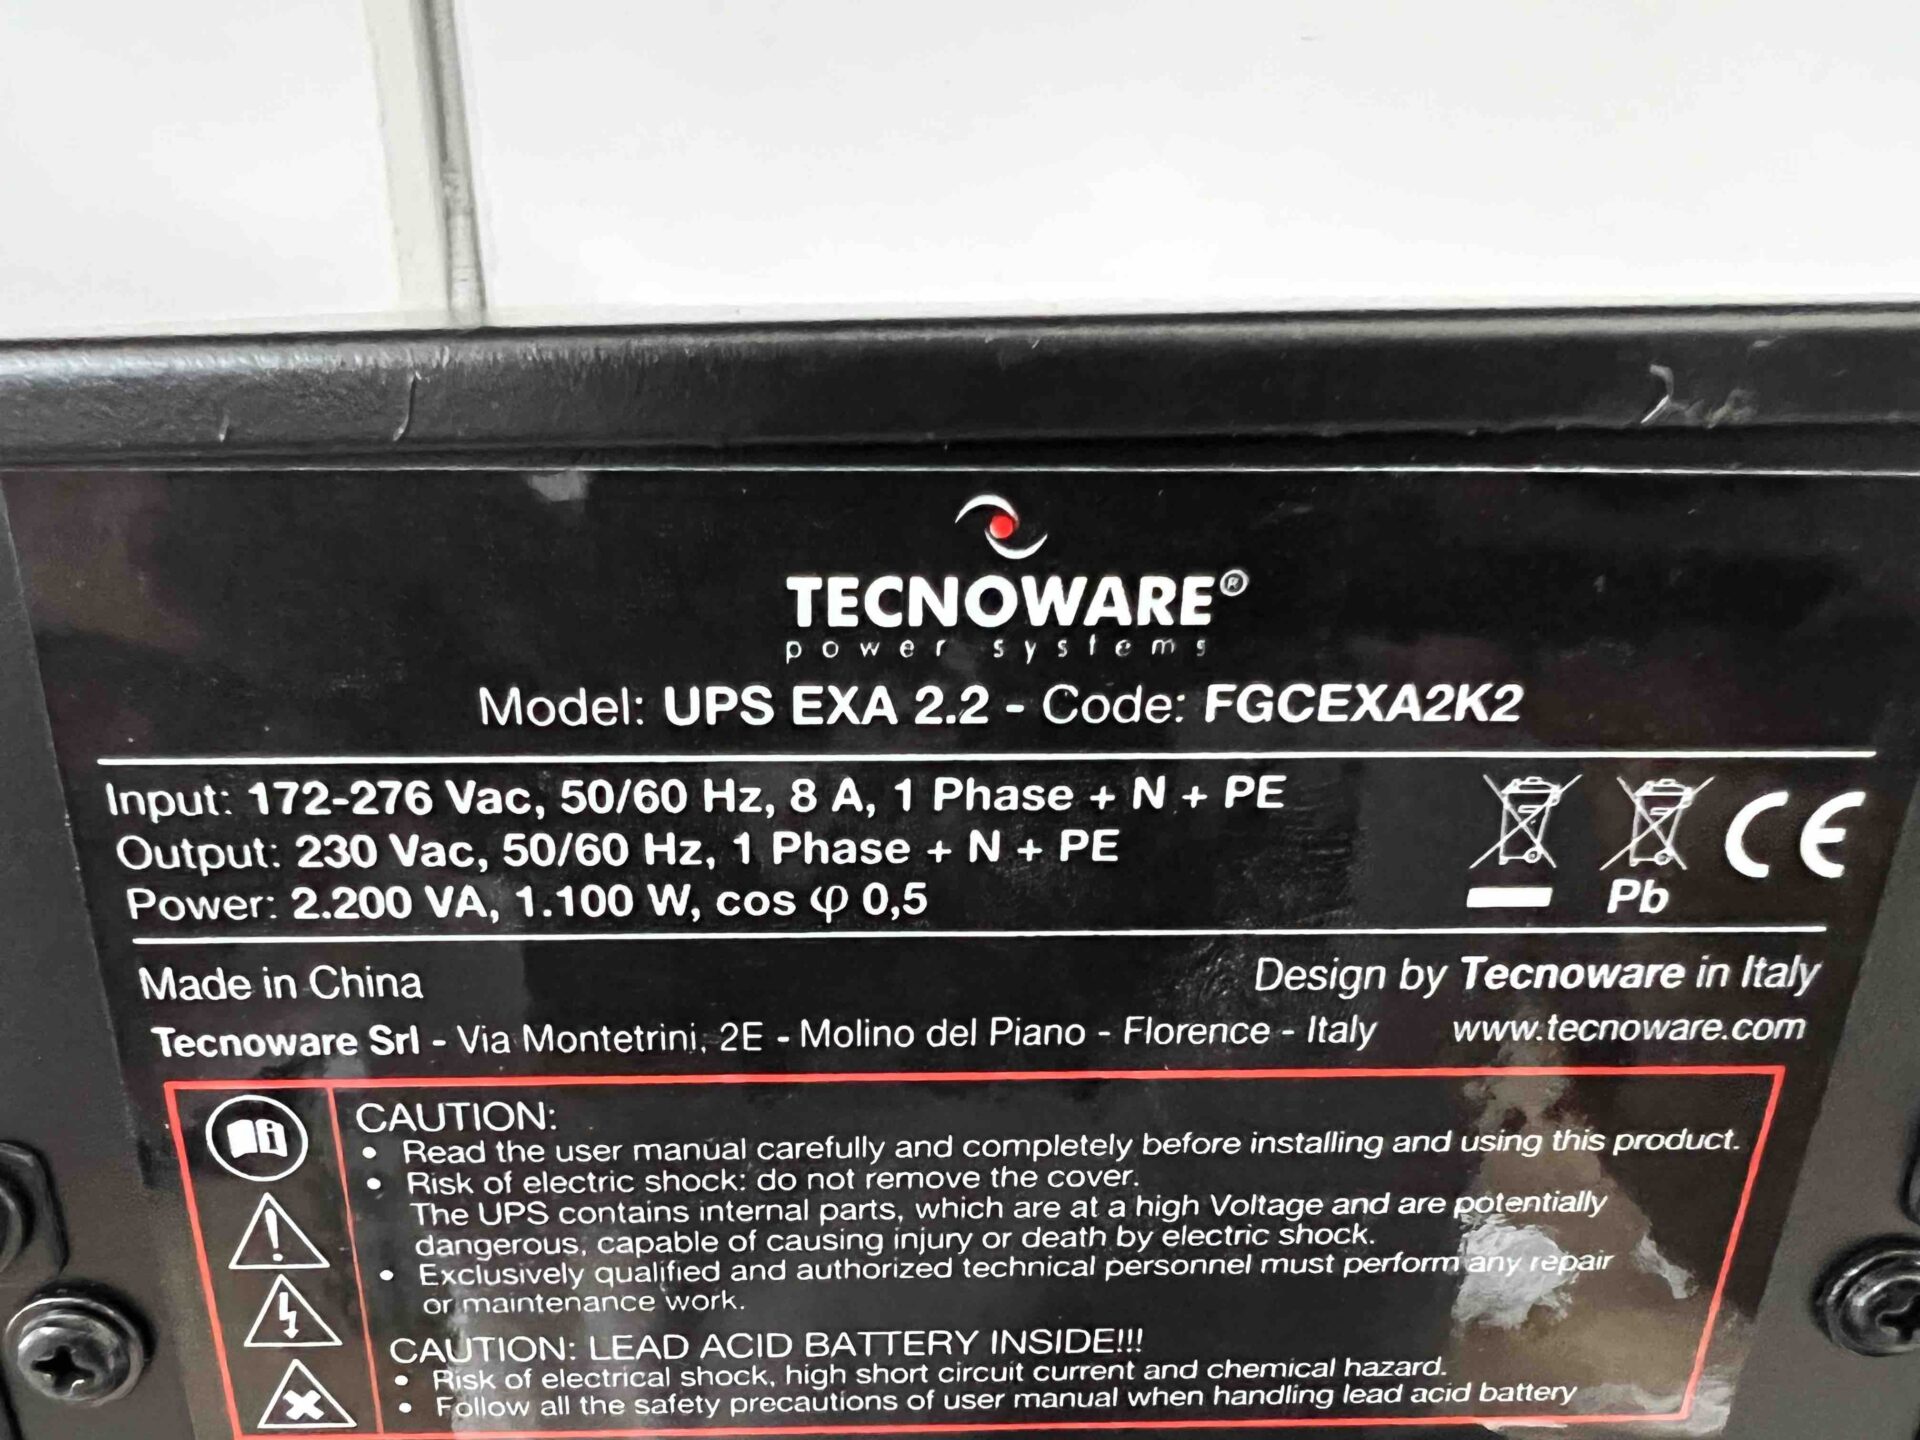 TECNOWARE®
power systems
Model: UPS EXA 2.2 - Code: FGCEXA2K2
Input: 172-276 Vac, 50/60 Hz, 8 A, 1 Phase + N + PE
Output: 230 Vac, 50/60 Hz, 1 Phase + N + PE
Power: 2.200 VA, 1.100 W, cos φ 0,5
Pb
CE
Made in China
Design by Tecnoware in Italy
Tecnoware Srl - Via Montetrini, 2E - Molino del Piano - Florence - Italy
www.tecnoware.com
CAUTION:
• Read the user manual carefully and completely before installing and using this product.
• Risk of electric shock: do not remove the cover.
The UPS contains internal parts, which are at a high Voltage and are potentially
dangerous, capable of causing injury or death by electric shock.
• Exclusively qualified and authorized technical personnel must perform any repair
or maintenance work.
CAUTION: LEAD ACID BATTERY INSIDE!!!
• Risk of electrical shock, high short circuit current and chemical hazard.
• Follow all the safety precautions of user manual when handling lead acid battery